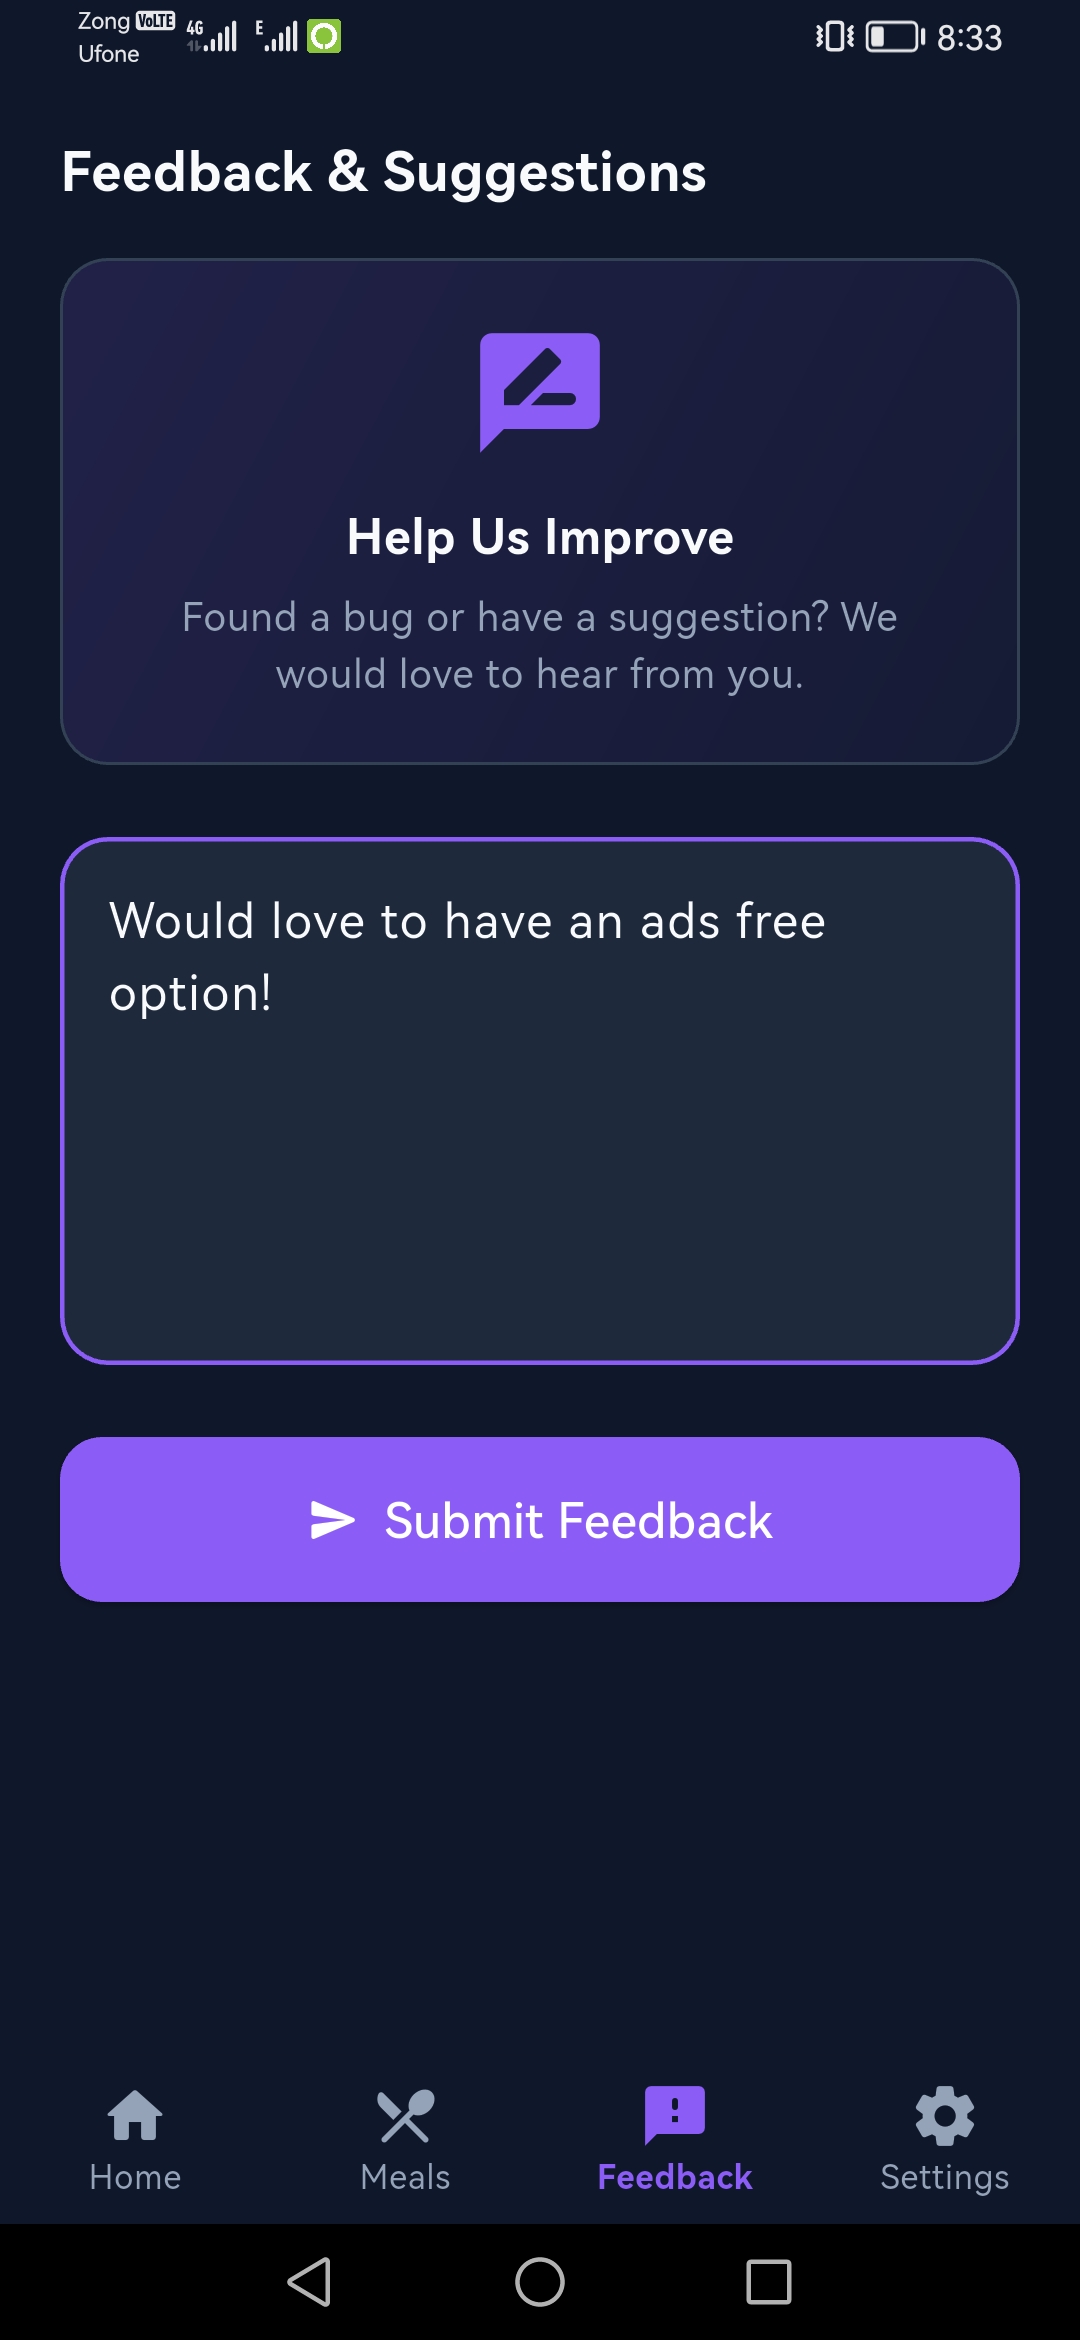 Zong VoLTE 4G E 8:33
Ufone
Feedback & Suggestions
Help Us Improve
Found a bug or have a suggestion? We
would love to hear from you.
Would love to have an ads free
option!
Submit Feedback
Home Meals Feedback Settings